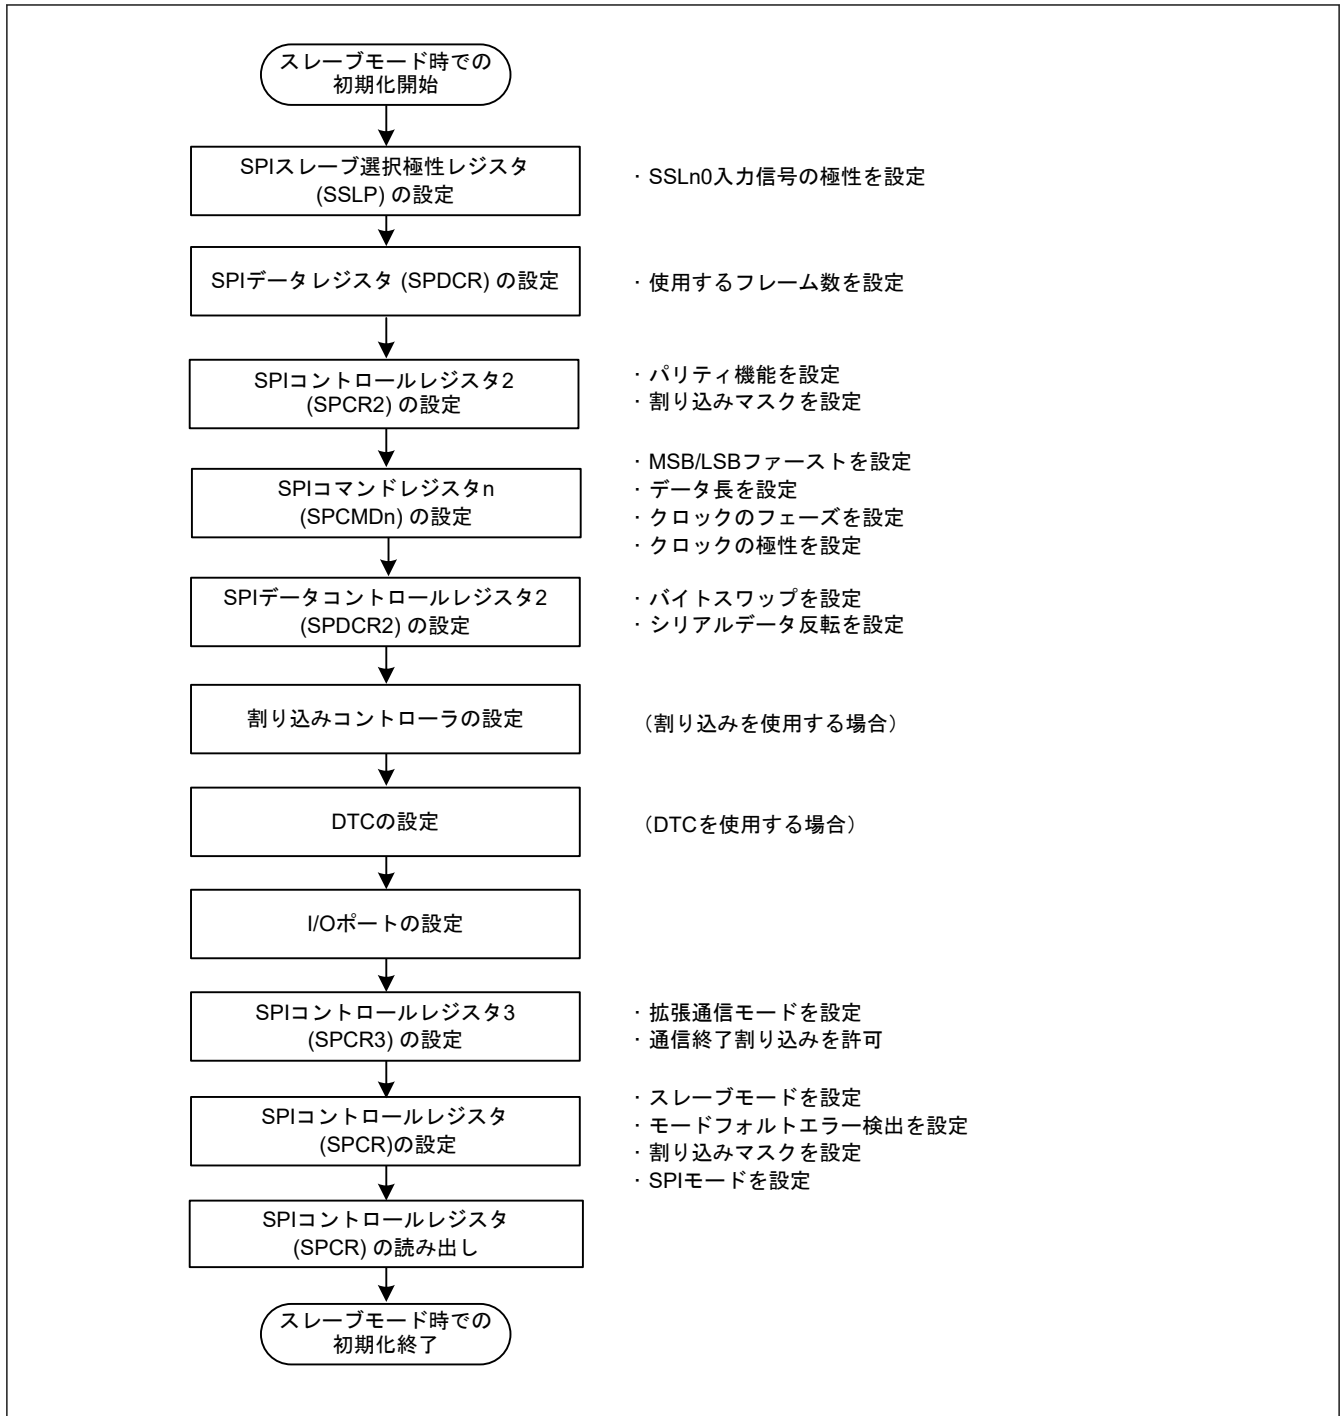 スレーブモード時での
初期化開始
SPIスレーブ選択極性レジスタ
(SSLP) の設定
・SSLn0入力信号の極性を設定
SPIデータレジスタ (SPDCR) の設定
・使用するフレーム数を設定
SPIコントロールレジスタ2
(SPCR2) の設定
・パリティ機能を設定
・割り込みマスクを設定
SPIコマンドレジスタn
(SPCMDn) の設定
・MSB/LSBファーストを設定
・データ長を設定
・クロックのフェーズを設定
・クロックの極性を設定
SPIデータコントロールレジスタ2
(SPDCR2) の設定
・バイトスワップを設定
・シリアルデータ反転を設定
割り込みコントローラの設定
（割り込みを使用する場合）
DTCの設定
（DTCを使用する場合）
I/Oポートの設定
SPIコントロールレジスタ3
(SPCR3) の設定
・拡張通信モードを設定
・通信終了割り込みを許可
SPIコントロールレジスタ
(SPCR)の設定
・スレーブモードを設定
・モードフォルトエラー検出を設定
・割り込みマスクを設定
・SPIモードを設定
SPIコントロールレジスタ
(SPCR) の読み出し
スレーブモード時での
初期化終了